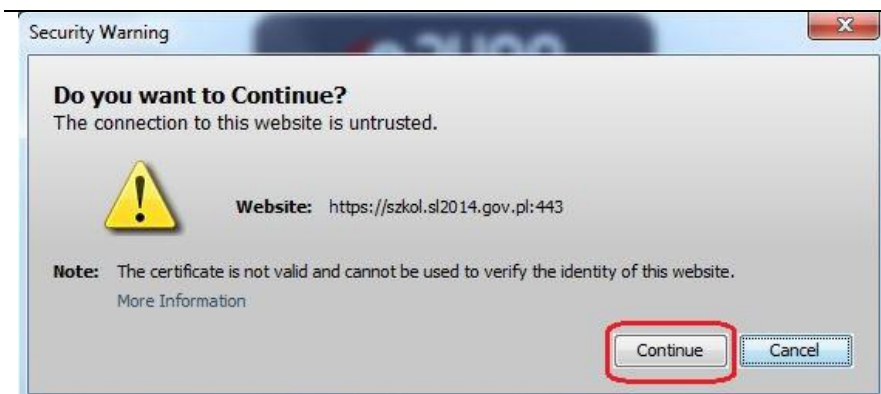 Security Warning
X
Do you want to Continue?
The connection to this website is untrusted.
Website: https://szkol.sl2014.gov.pl:443
Note: The certificate is not valid and cannot be used to verify the identity of this website.
More Information
Continue Cancel